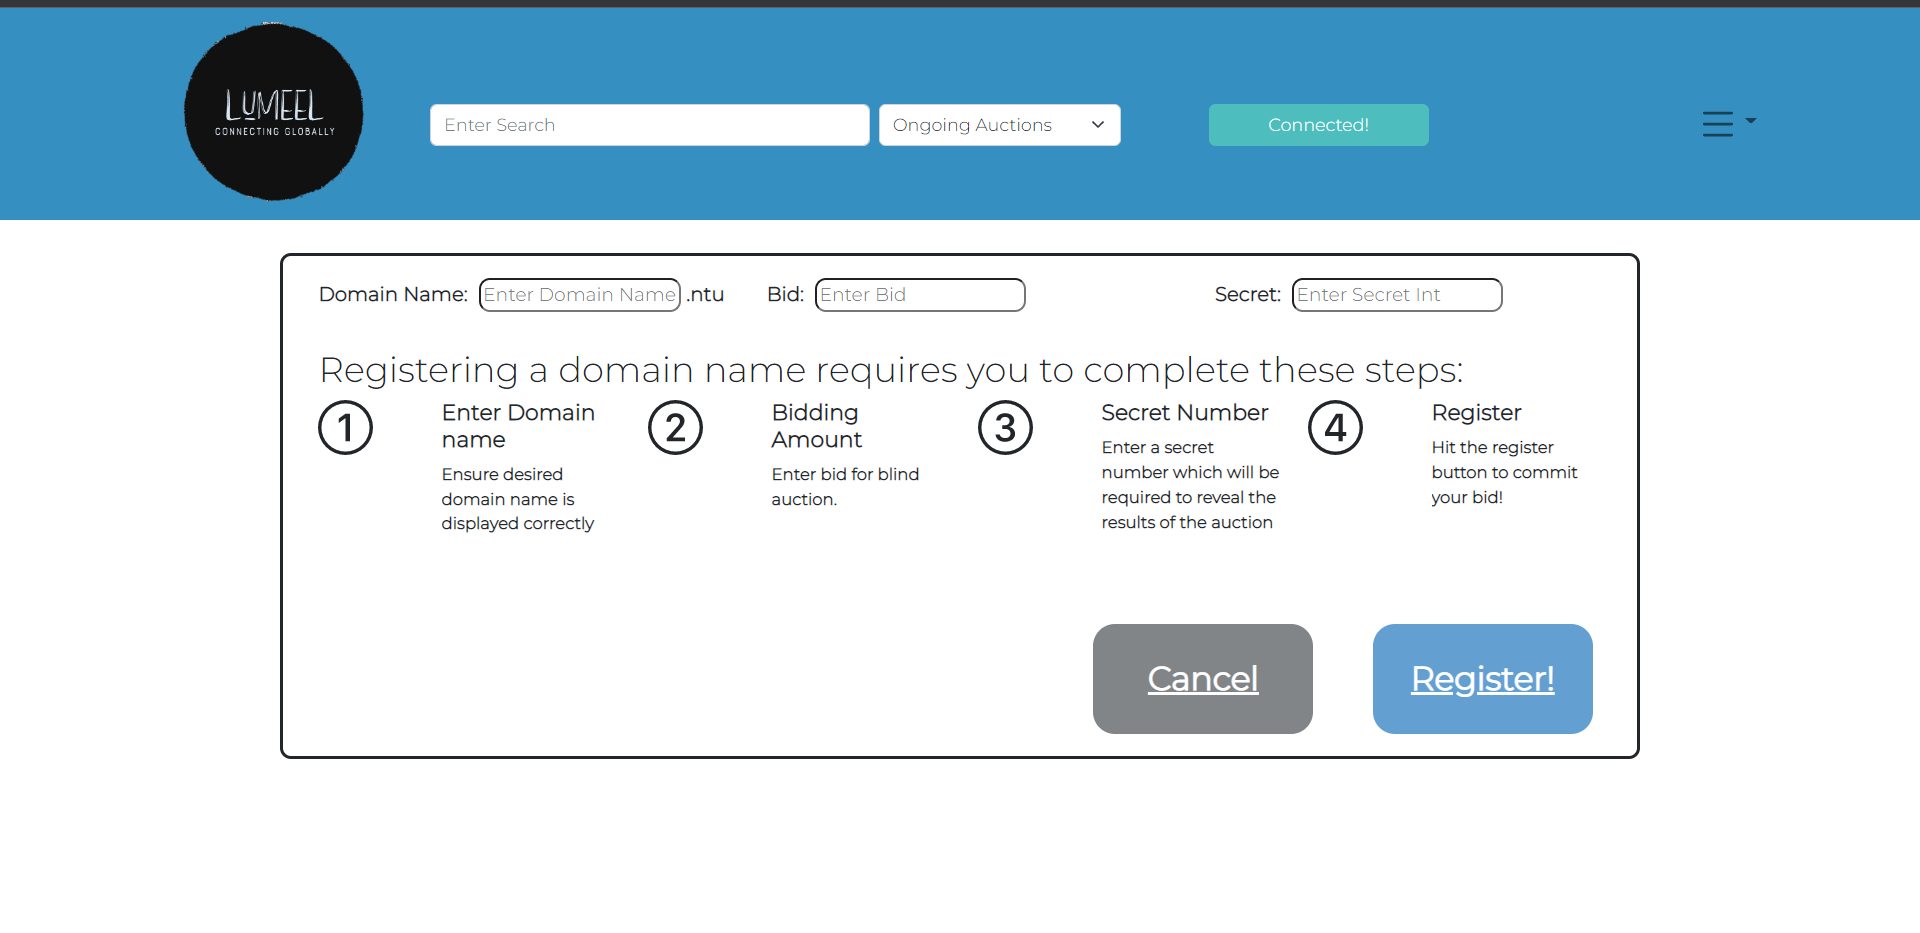 LUMEEL
CONNECTING GLOBALLY
Enter Search
Ongoing Auctions
Connected!
Domain Name: Enter Domain Name .ntu Bid: Enter Bid Secret: Enter Secret Int
Registering a domain name requires you to complete these steps:
1
Enter Domain
name
Ensure desired
domain name is
displayed correctly
2
Bidding
Amount
Enter bid for blind
auction.
3
Secret Number
Enter a secret
number which will be
required to reveal the
results of the auction
4
Register
Hit the register
button to commit
your bid!
Cancel
Register!